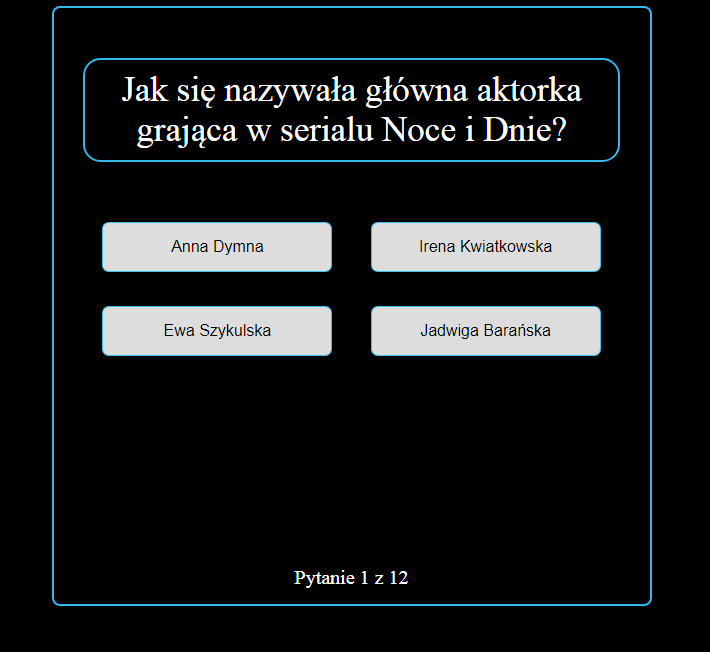 Jak się nazywała główna aktorka
grająca w serialu Noce i Dnie?
Anna Dymna
Irena Kwiatkowska
Ewa Szykulska
Jadwiga Barańska
Pytanie 1 z 12